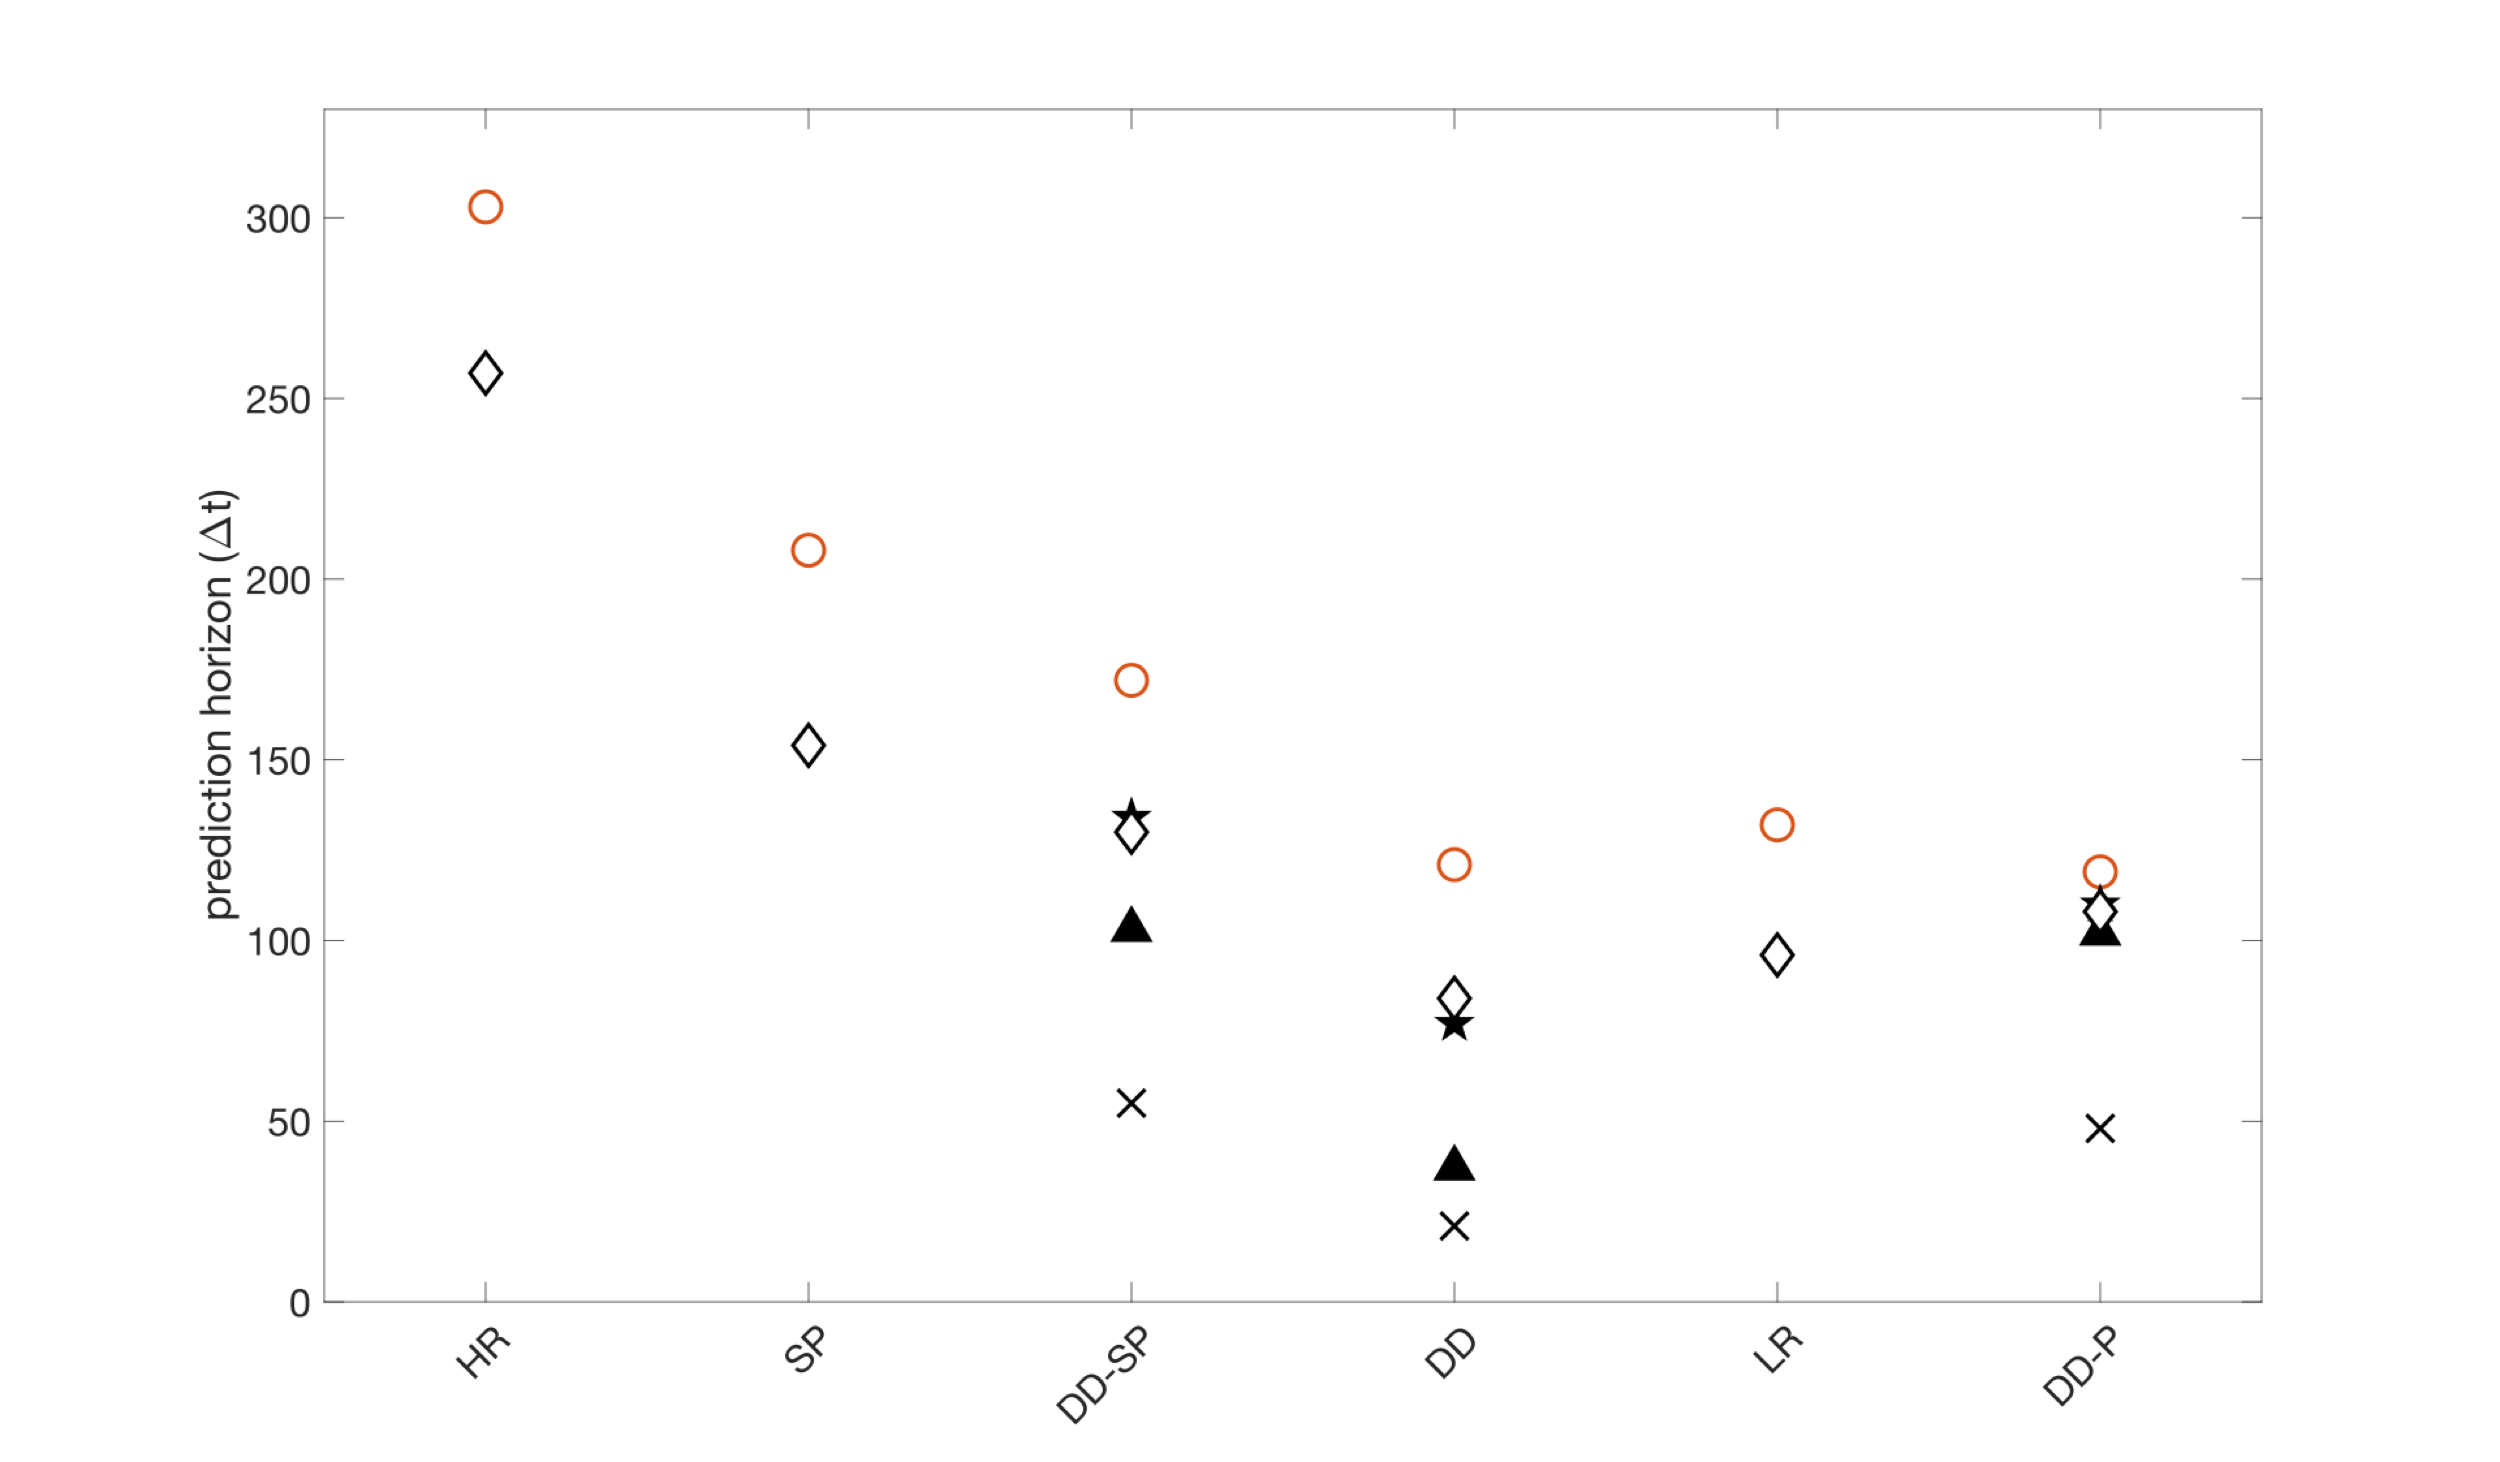 prediction horizon (Δt)
300
250
200
150
100
50
0
HR
SP
DD-SP
DD
LR
DD-P